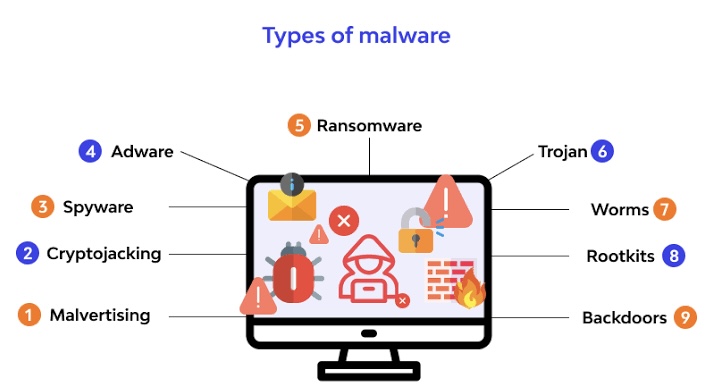 Types of malware
5 Ransomware
4 Adware
Trojan 6
3 Spyware
Worms 7
2 Cryptojacking
Rootkits 8
1 Malvertising
Backdoors 9